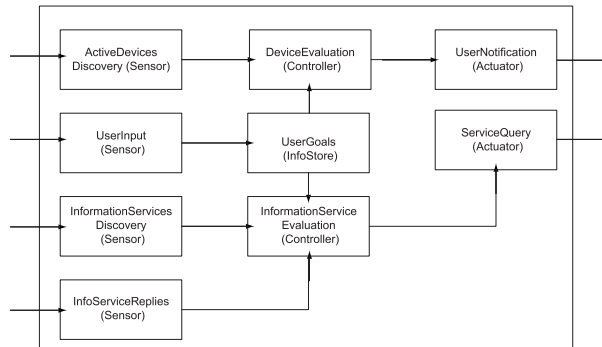 ActiveDevices
Discovery (Sensor)
DeviceEvaluation
(Controller)
UserNotification
(Actuator)
UserInput
(Sensor)
UserGoals
(InfoStore)
ServiceQuery
(Actuator)
InformationServices
Discovery
(Sensor)
InformationService
Evaluation
(Controller)
InfoServiceReplies
(Sensor)